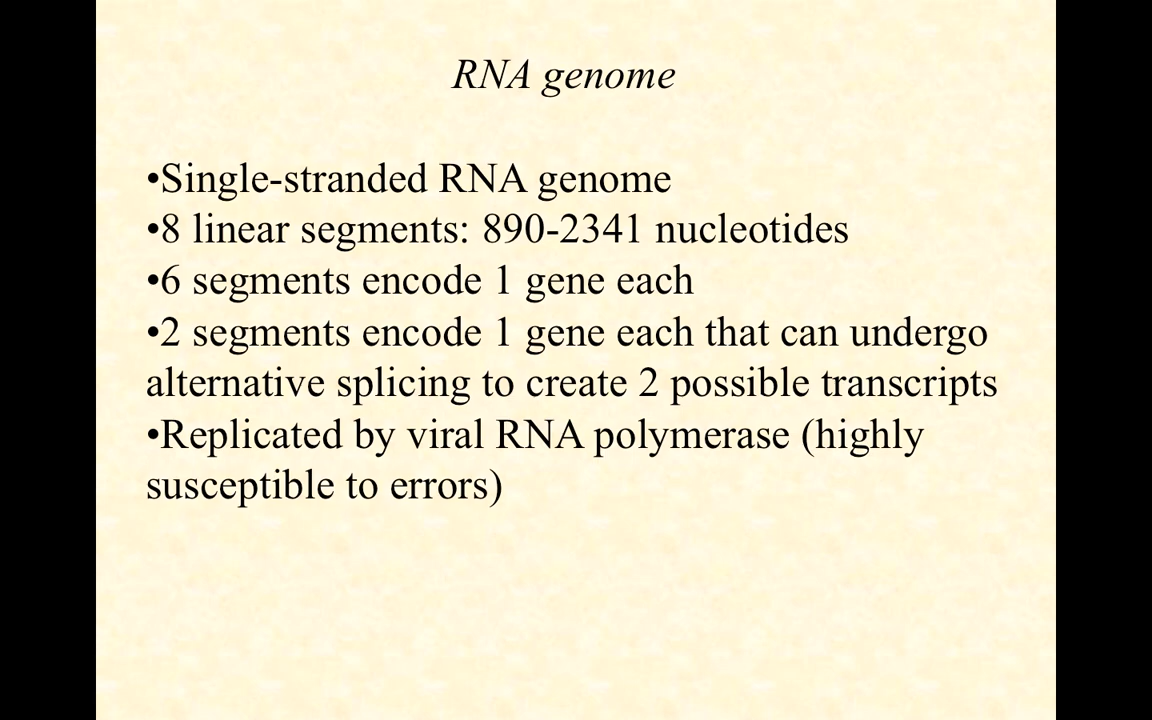 RNA genome
•Single-stranded RNA genome
•8 linear segments: 890-2341 nucleotides
•6 segments encode 1 gene each
•2 segments encode 1 gene each that can undergo
alternative splicing to create 2 possible transcripts
•Replicated by viral RNA polymerase (highly
susceptible to errors)